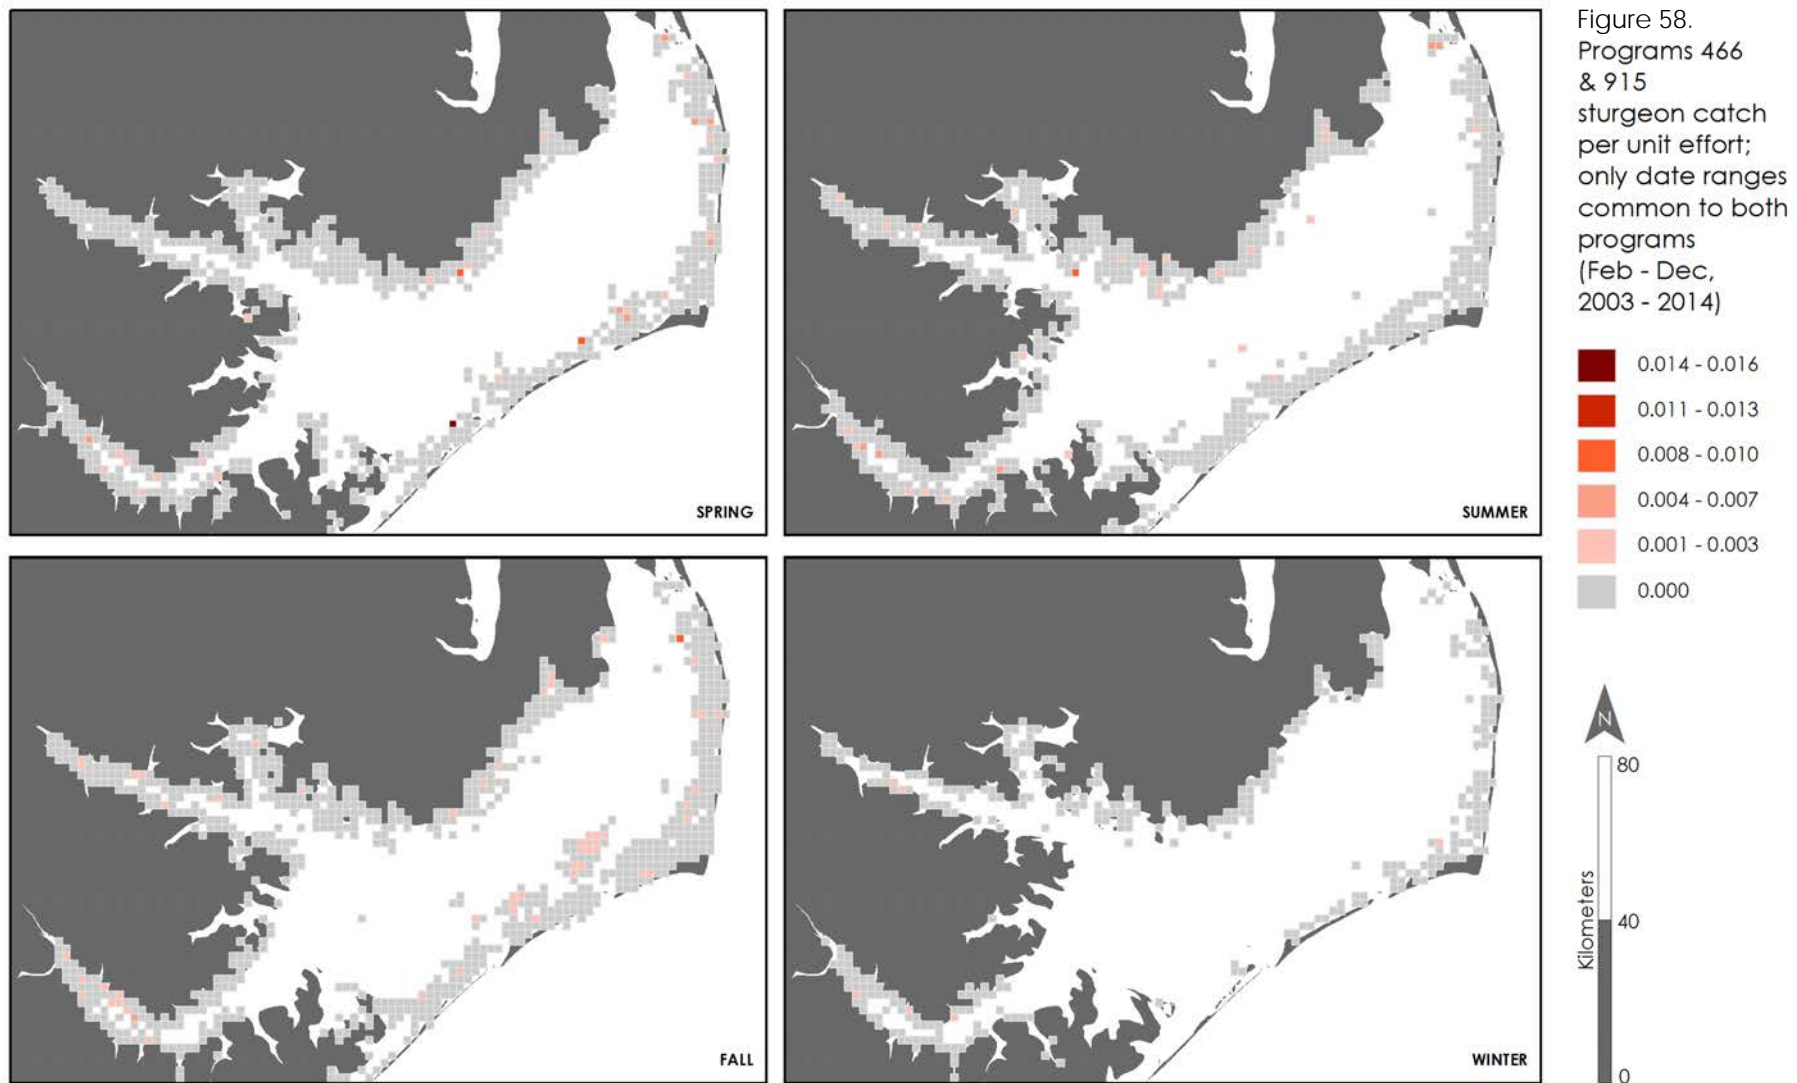 Figure 58.
Programs 466
& 915
sturgeon catch
per unit effort;
only date ranges
common to both
programs
(Feb - Dec,
2003 - 2014)
0.014 - 0.016
0.011 - 0.013
0.008 - 0.010
0.004 - 0.007
0.001 - 0.003
0.000
SPRING
SUMMER
FALL
WINTER
N
80
40
0
Kilometers